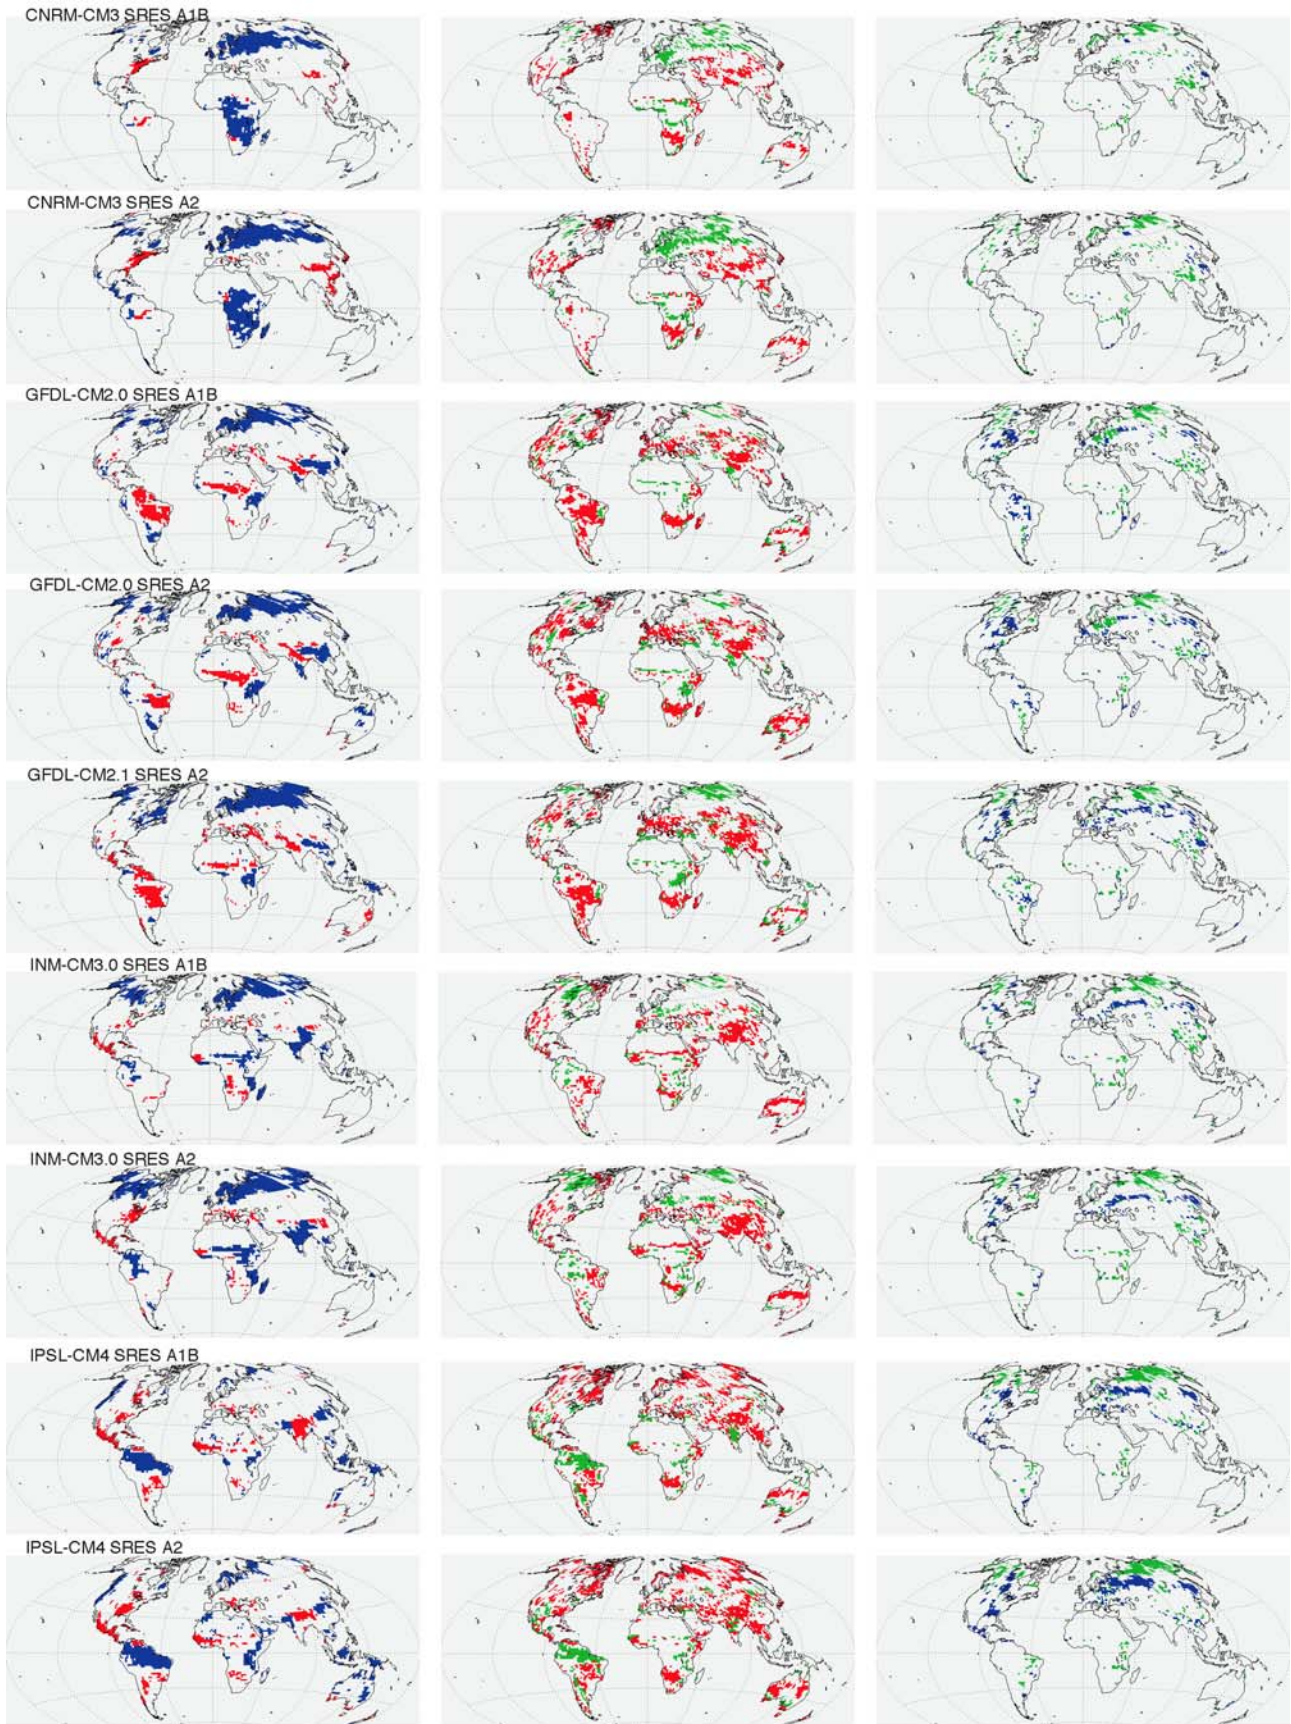 CNRM-CM3 SRES A1B
CNRM-CM3 SRES A2
GFDL-CM2.0 SRES A1B
GFDL-CM2.0 SRES A2
GFDL-CM2.1 SRES A2
INM-CM3.0 SRES A1B
INM-CM3.0 SRES A2
IPSL-CM4 SRES A1B
IPSL-CM4 SRES A2